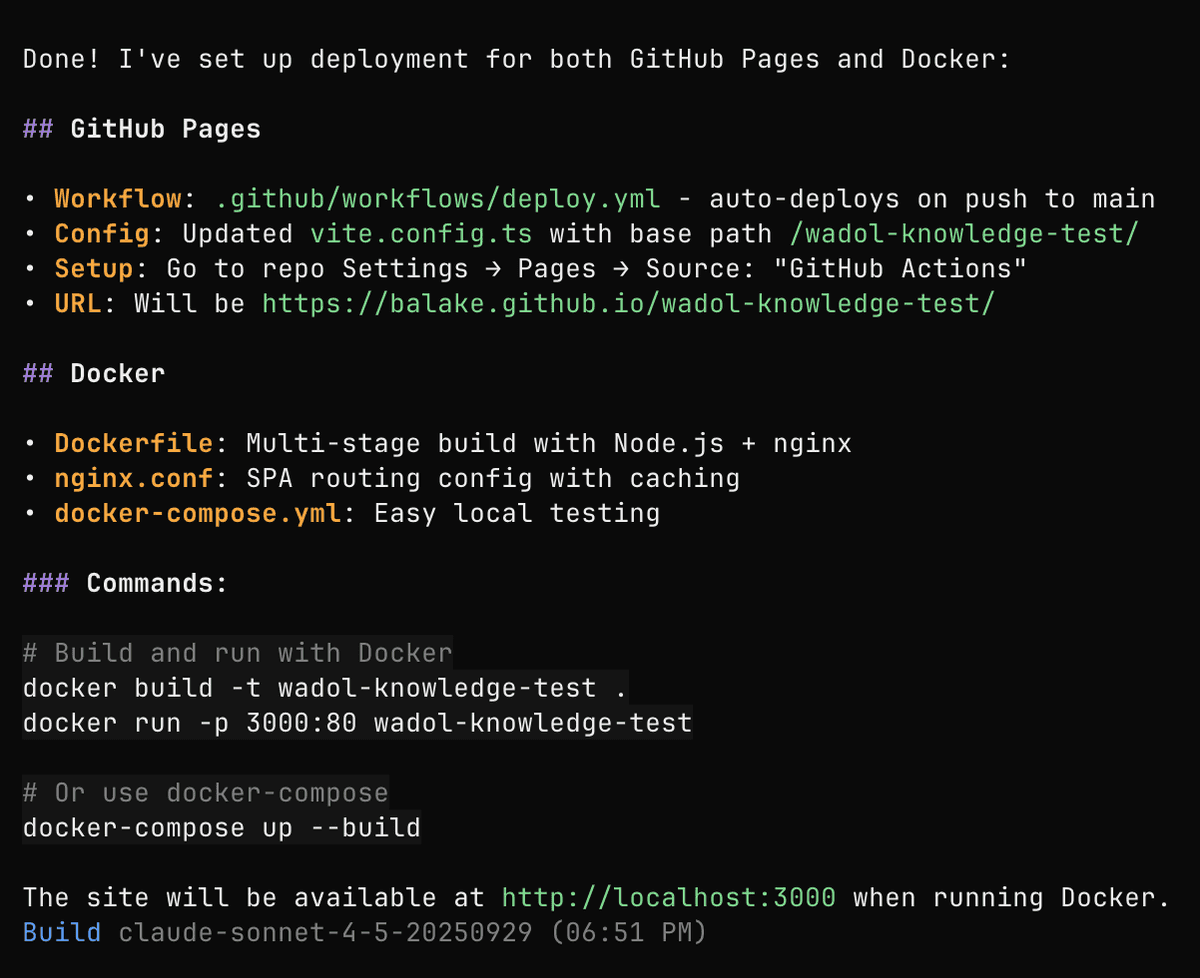 Done! I've set up deployment for both GitHub Pages and Docker:
## GitHub Pages
• Workflow: .github/workflows/deploy.yml - auto-deploys on push to main
• Config: Updated vite.config.ts with base path /wadol-knowledge-test/
• Setup: Go to repo Settings → Pages → Source: "GitHub Actions"
• URL: Will be https://balake.github.io/wadol-knowledge-test/
## Docker
• Dockerfile: Multi-stage build with Node.js + nginx
• nginx.conf: SPA routing config with caching
• docker-compose.yml: Easy local testing
### Commands:
# Build and run with Docker
docker build -t wadol-knowledge-test .
docker run -p 3000:80 wadol-knowledge-test
# Or use docker-compose
docker-compose up --build
The site will be available at http://localhost:3000 when running Docker.
Build claude-sonnet-4-5-20250929 (06:51 PM)